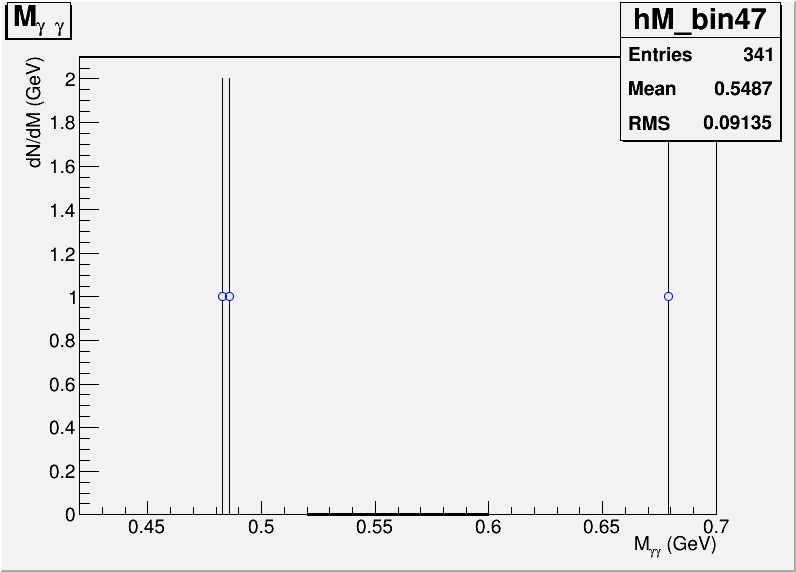 M γ γ
hM_bin47
Entries 341
Mean 0.5487
RMS 0.09135
dN/dM (GeV)
2
1.8
1.6
1.4
1.2
1
0.8
0.6
0.4
0.2
0
0.45 0.5 0.55 0.6 0.65 0.7
Mγγ (GeV)